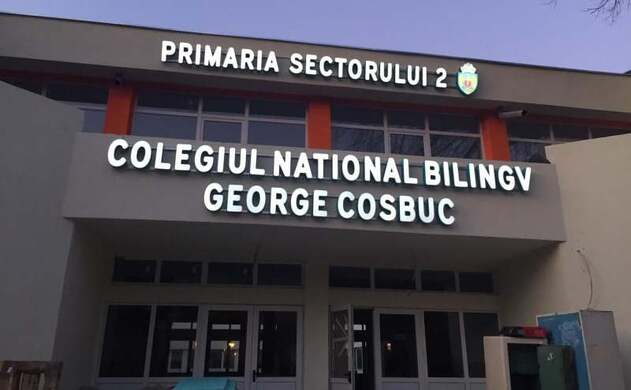 PRIMARIA SECTORULUI 2
COLEGIUL NATIONAL BILINGV
GEORGE COSBUC